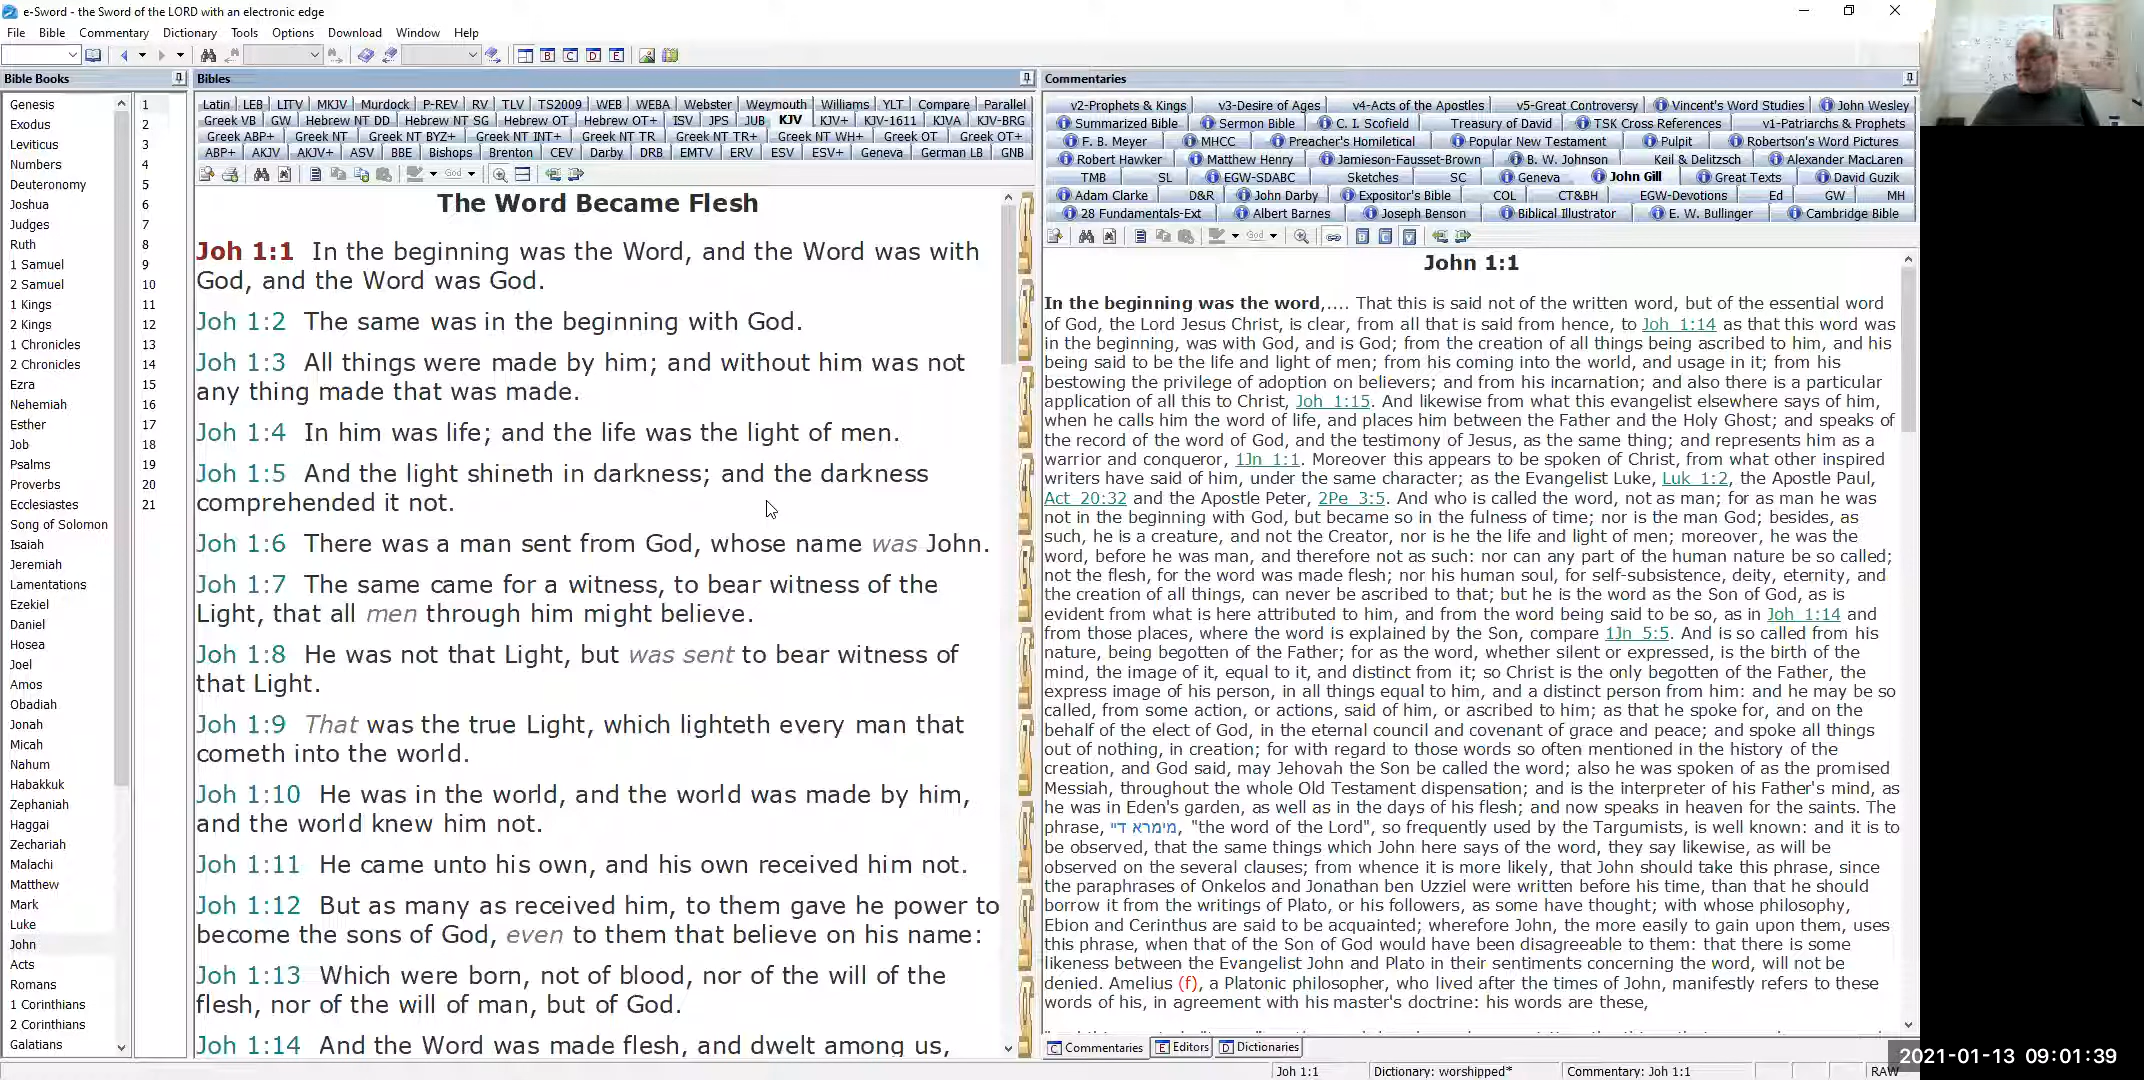 e-Sword - the Sword of the LORD with an electronic edge
File Bible Commentary Dictionary Tools Options Download Window Help
Bible Books
Genesis
Exodus
Leviticus
Numbers
Deuteronomy
Joshua
Judges
Ruth
1 Samuel
2 Samuel
1 Kings
2 Kings
1 Chronicles
2 Chronicles
Ezra
Nehemiah
Esther
Job
Psalms
Proverbs
Ecclesiastes
Song of Solomon
Isaiah
Jeremiah
Lamentations
Ezekiel
Daniel
Hosea
Joel
Amos
Obadiah
Jonah
Micah
Nahum
Habakkuk
Zephaniah
Haggai
Zechariah
Malachi
Matthew
Mark
Luke
John
Acts
Romans
1 Corinthians
2 Corinthians
Galatians
1
2
3
4
5
6
7
8
9
10
11
12
13
14
15
16
17
18
19
20
21
Bibles
Latin LEB LITV MKJV Murdock P-REV RV TLV TS2009 WEB WEBA Webster Weymouth Williams YLT Compare Parallel
Greek VB GW Hebrew NT DD Hebrew NT SG Hebrew OT Hebrew OT+ ISV JPS JUB KJV KJV+ KJV-1611 KJVA KJV-BRG
Greek ABP+ Greek NT Greek NT BYZ+ Greek NT INT+ Greek NT TR Greek NT TR+ Greek NT WH+ Greek OT Greek OT+
ABP+ AKJV AKJV+ ASV BBE Bishops Brenton CEV Darby DRB EMTV ERV ESV ESV+ Geneva German LB GNB
God
The Word Became Flesh
Joh 1:1 In the beginning was the Word, and the Word was with
God, and the Word was God.
Joh 1:2 The same was in the beginning with God.
Joh 1:3 All things were made by him; and without him was not
any thing made that was made.
Joh 1:4 In him was life; and the life was the light of men.
Joh 1:5 And the light shineth in darkness; and the darkness
comprehended it not.
Joh 1:6 There was a man sent from God, whose name was John.
Joh 1:7 The same came for a witness, to bear witness of the
Light, that all men through him might believe.
Joh 1:8 He was not that Light, but was sent to bear witness of
that Light.
Joh 1:9 That was the true Light, which lighteth every man that
cometh into the world.
Joh 1:10 He was in the world, and the world was made by him,
and the world knew him not.
Joh 1:11 He came unto his own, and his own received him not.
Joh 1:12 But as many as received him, to them gave he power to
become the sons of God, even to them that believe on his name:
Joh 1:13 Which were born, not of blood, nor of the will of the
flesh, nor of the will of man, but of God.
Joh 1:14 And the Word was made flesh, and dwelt among us,
Commentaries
v2-Prophets & Kings v3-Desire of Ages v4-Acts of the Apostles v5-Great Controversy Vincent's Word Studies John Wesley
Summarized Bible Sermon Bible C. I. Scofield Treasury of David TSK Cross References v1-Patriarchs & Prophets
F. B. Meyer MHCC Preacher's Homiletical Popular New Testament Pulpit Robertson's Word Pictures
Robert Hawker Matthew Henry Jamieson-Fausset-Brown B. W. Johnson Keil & Delitzsch Alexander MacLaren
TMB SL EGW-SDABC Sketches SC Geneva John Gill Great Texts David Guzik
Adam Clarke D&R John Darby Expositor's Bible COL CT&BH EGW-Devotions Ed GW MH
28 Fundamentals-Ext Albert Barnes Joseph Benson Biblical Illustrator E. W. Bullinger Cambridge Bible
God
John 1:1
In the beginning was the word,.... That this is said not of the written word, but of the essential word
of God, the Lord Jesus Christ, is clear, from all that is said from hence, to Joh_1:14 as that this word was
in the beginning, was with God, and is God; from the creation of all things being ascribed to him, and his
being said to be the life and light of men; from his coming into the world, and usage in it; from his
bestowing the privilege of adoption on believers; and from his incarnation; and also there is a particular
application of all this to Christ, Joh_1:15. And likewise from what this evangelist elsewhere says of him,
when he calls him the word of life, and places him between the Father and the Holy Ghost; and speaks of
the record of the word of God, and the testimony of Jesus, as the same thing; and represents him as a
warrior and conqueror, 1Jn_1:1. Moreover this appears to be spoken of Christ, from what other inspired
writers have said of him, under the same character; as the Evangelist Luke, Luk_1:2, the Apostle Paul,
Act_20:32 and the Apostle Peter, 2Pe_3:5. And who is called the word, not as man; for as man he was
not in the beginning with God, but became so in the fulness of time; nor is the man God; besides, as
such, he is a creature, and not the Creator, nor is he the life and light of men; moreover, he was the
word, before he was man, and therefore not as such: nor can any part of the human nature be so called;
not the flesh, for the word was made flesh; nor his human soul, for self-subsistence, deity, eternity, and
the creation of all things, can never be ascribed to that; but he is the word as the Son of God, as is
evident from what is here attributed to him, and from the word being said to be so, as in Joh_1:14 and
from those places, where the word is explained by the Son, compare 1Jn_5:5. And is so called from his
nature, being begotten of the Father; for as the word, whether silent or expressed, is the birth of the
mind, the image of it, equal to it, and distinct from it; so Christ is the only begotten of the Father, the
express image of his person, in all things equal to him, and a distinct person from him: and he may be so
called, from some action, or actions, said of him, or ascribed to him; as that he spoke for, and on the
behalf of the elect of God, in the eternal council and covenant of grace and peace; and spoke all things
out of nothing, in creation; for with regard to those words so often mentioned in the history of the
creation, and God said, may Jehovah the Son be called the word; also he was spoken of as the promised
Messiah, throughout the whole Old Testament dispensation; and is the interpreter of his Father's mind, as
he was in Eden's garden, as well as in the days of his flesh; and now speaks in heaven for the saints. The
phrase, מימרא דיי, "the word of the Lord", so frequently used by the Targumists, is well known: and it is to
be observed, that the same things which John here says of the word, they say likewise, as will be
observed on the several clauses; from whence it is more likely, that John should take this phrase, since
the paraphrases of Onkelos and Jonathan ben Uzziel were written before his time, than that he should
borrow it from the writings of Plato, or his followers, as some have thought; with whose philosophy,
Ebion and Cerinthus are said to be acquainted; wherefore John, the more easily to gain upon them, uses
this phrase, when that of the Son of God would have been disagreeable to them: that there is some
likeness between the Evangelist John and Plato in their sentiments concerning the word, will not be
denied. Amelius (f), a Platonic philosopher, who lived after the times of John, manifestly refers to these
words of his, in agreement with his master's doctrine: his words are these,
Commentaries Editors Dictionaries
Joh 1:1 Dictionary: worshipped* Commentary: Joh 1:1 RAW
2021-01-13 09:01:39